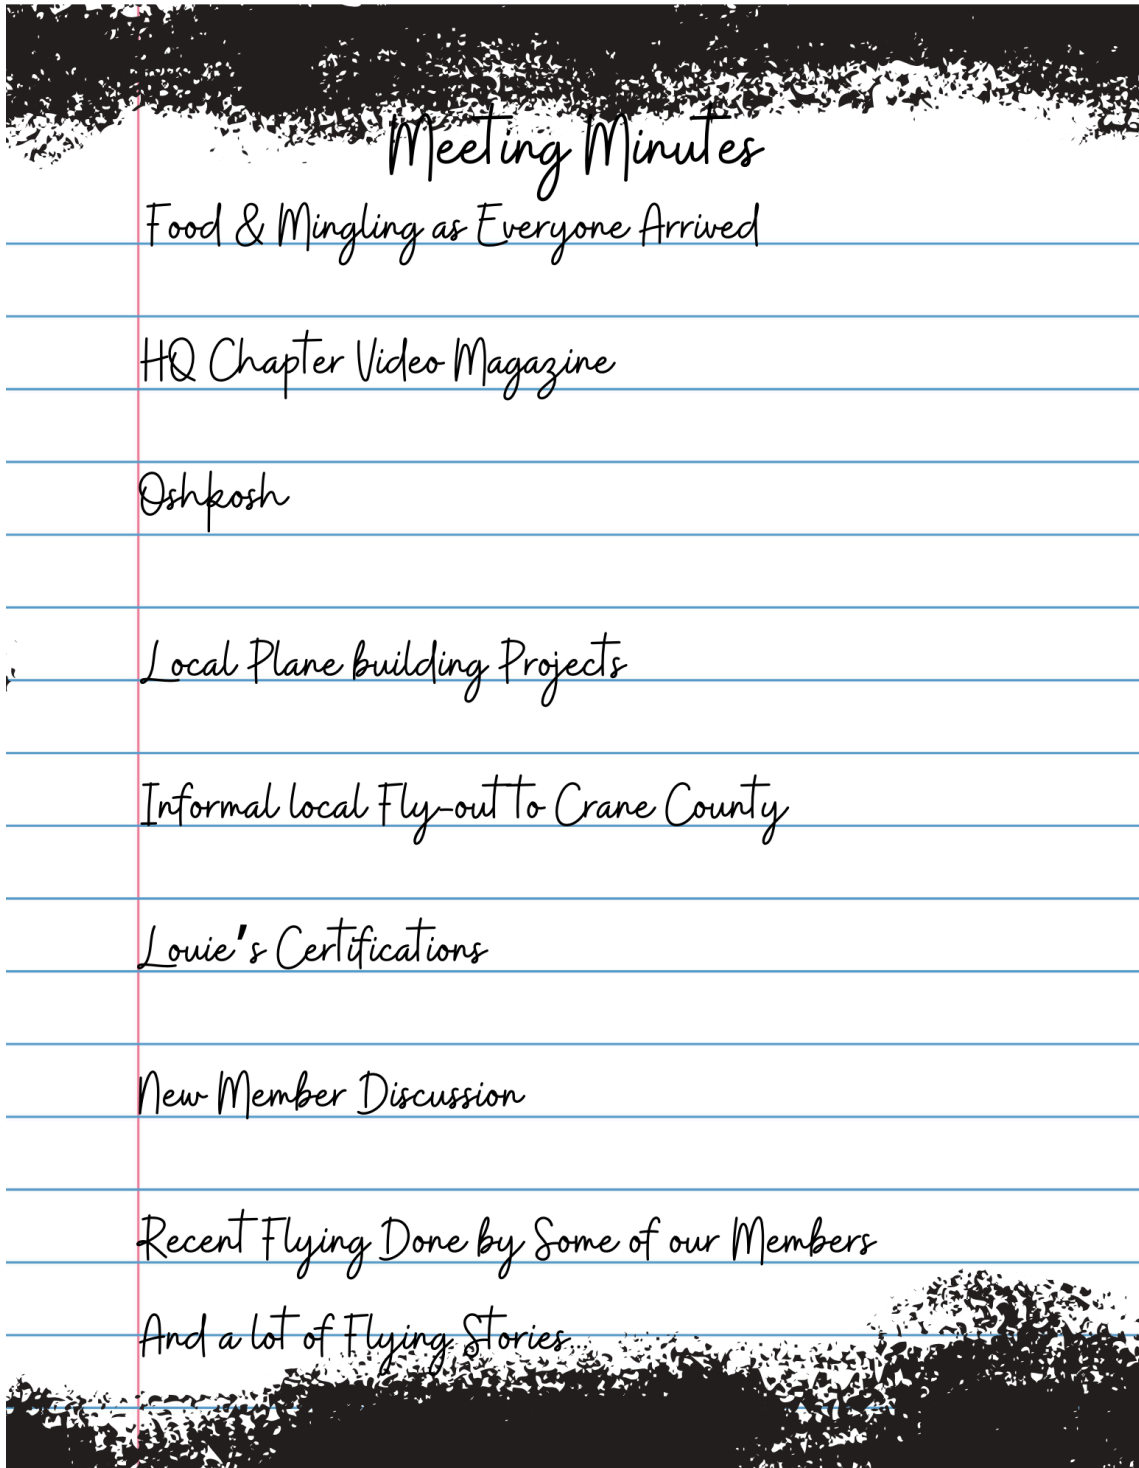 Meeting Minutes
Food & Mingling as Everyone Arrived
HQ Chapter Video Magazine
Oshkosh
Local Plane building Projects
Informal local Fly-out to Crane County
Louie's Certifications
New Member Discussion
Recent Flying Done by Some of our Members
And a lot of Flying Stories